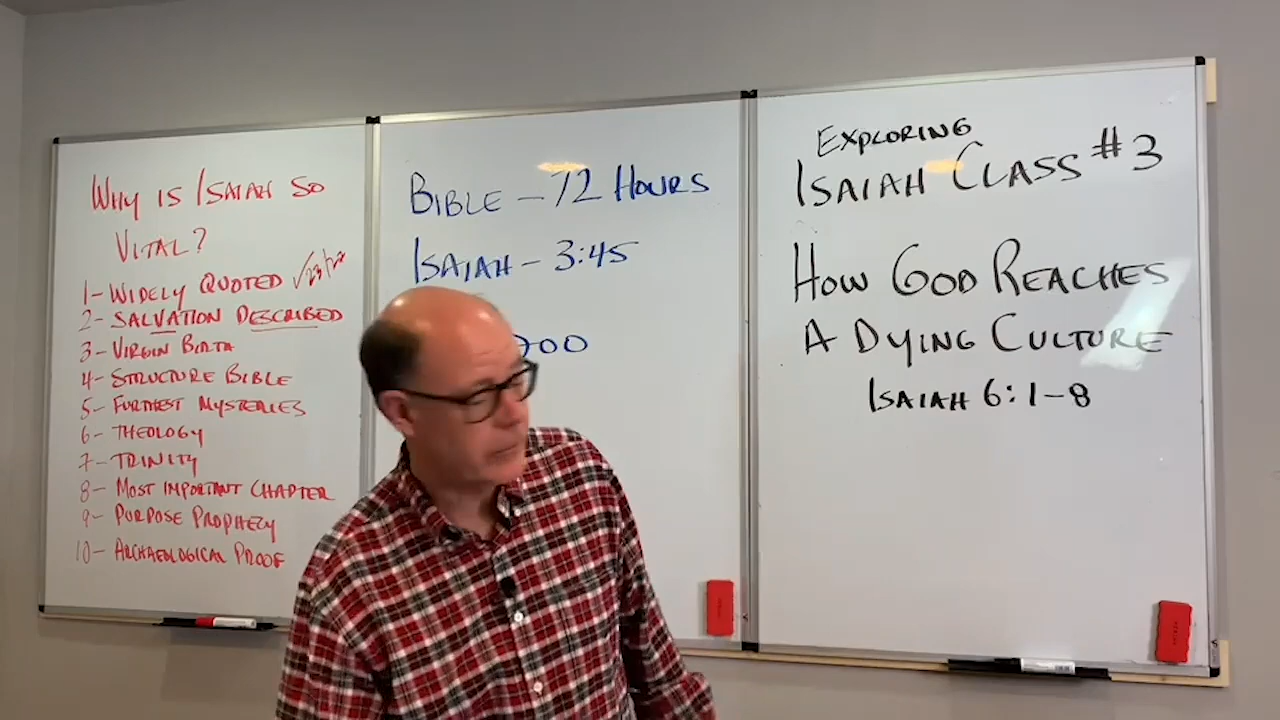 WHY IS ISAIAH SO
VITAL?
1- WIDELY QUOTED
2- SALVATION DESCRIBED
3- VIRGIN BIRTH
4- STRUCTURE BIBLE
5- FURTHEST MYSTERIES
6- THEOLOGY
7- TRINITY
8- MOST IMPORTANT CHAPTER
9- PURPOSE PROPHECY
10- ARCHAEOLOGICAL PROOF
BIBLE - 72 HOURS
ISAIAH - 3:45
700
EXPLORING
ISAIAH CLASS #3
HOW GOD REACHES
A DYING CULTURE
ISAIAH 6:1-8